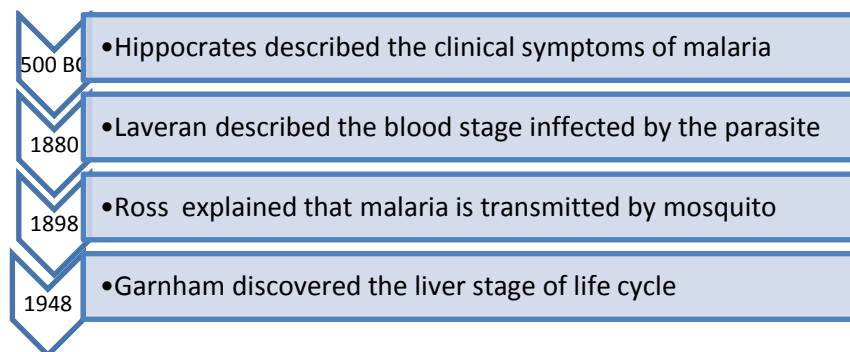 500 BC
•Hippocrates described the clinical symptoms of malaria
1880
•Laveran described the blood stage inffected by the parasite
1898
•Ross explained that malaria is transmitted by mosquito
1948
•Garnham discovered the liver stage of life cycle